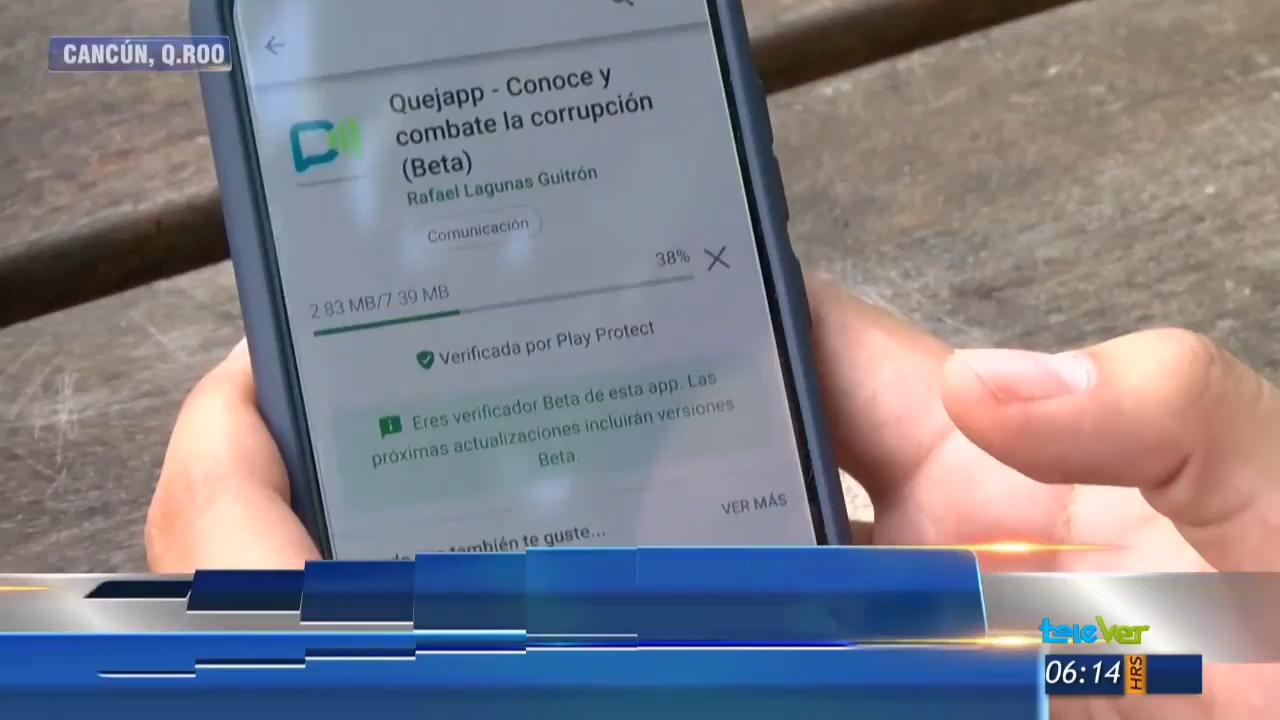 CANCÚN, Q.ROO
Quejapp - Conoce y
combate la corrupción
(Beta)
Rafael Lagunas Guitrón
Comunicación
38%
2.83 MB/7.39 MB
Verificada por Play Protect
Eres verificador Beta de esta app. Las
próximas actualizaciones incluirán versiones
Beta.
VER MÁS
también te guste...
teleVer
06:14 HRS